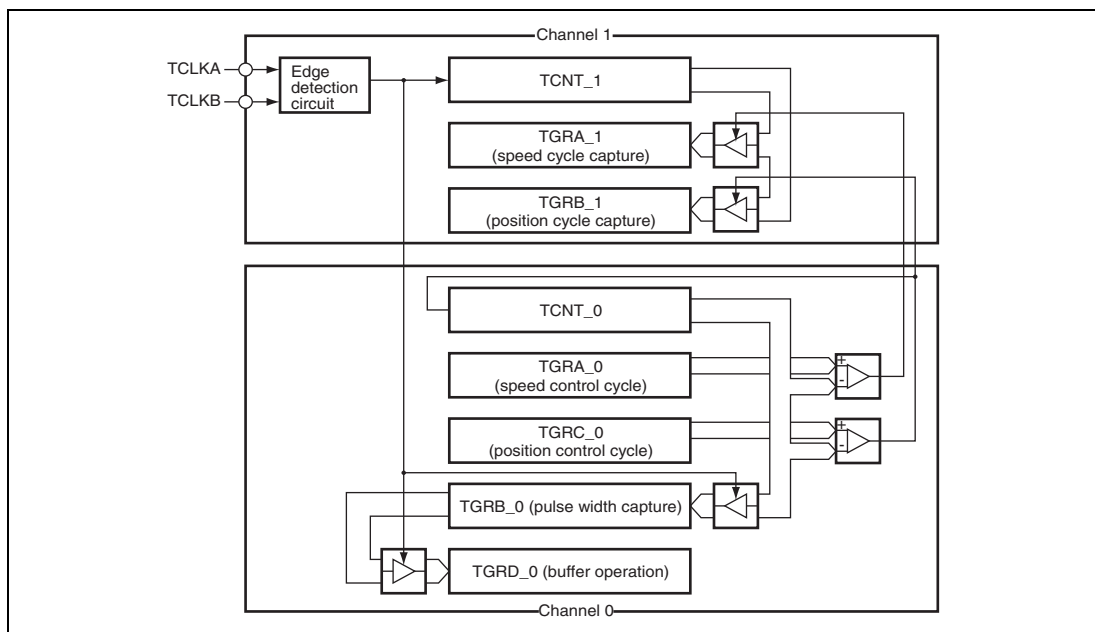 Channel 1
TCLKA
TCLKB
Edge
detection
circuit
TCNT_1
TGRA_1
(speed cycle capture)
TGRB_1
(position cycle capture)
TCNT_0
TGRA_0
(speed control cycle)
+
-
TGRC_0
(position control cycle)
+
-
TGRB_0 (pulse width capture)
TGRD_0 (buffer operation)
Channel 0